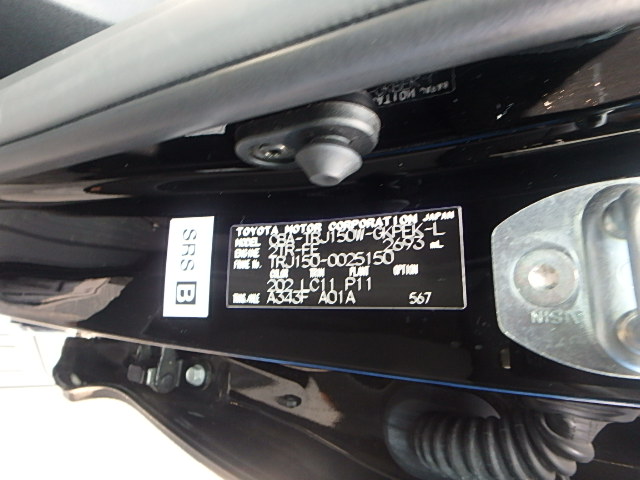 TOYOTA MOTOR CORPORATION JAPAN
MODEL CBA-TRJ150W-GKPEK-L
ENGINE 2TR-FE 2693 mL
FRAME No. TRJ150-0025150
COLOR TRIM PLANT OPTION
202 LC11 P11
TRANS/AXLE A343F A01A 567
SRS B